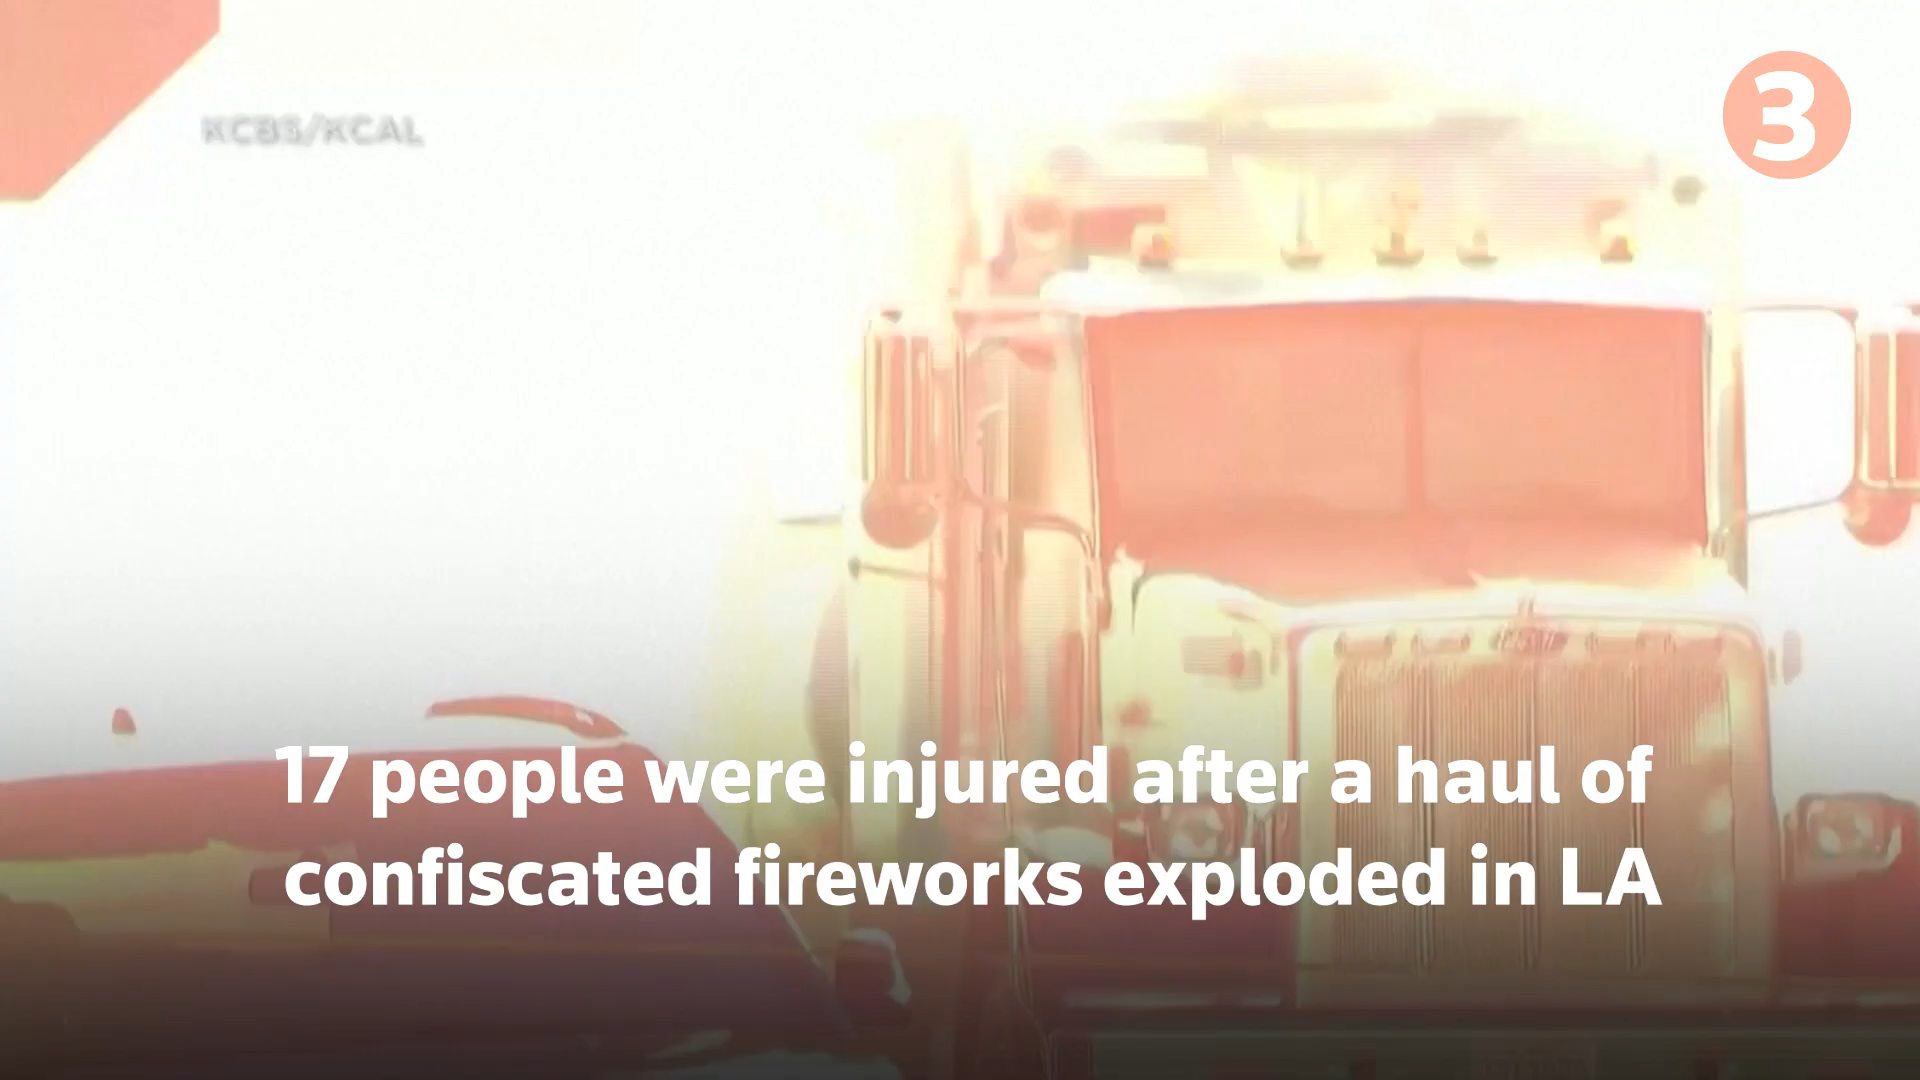 KCBS/KCAL
3
17 people were injured after a haul of
confiscated fireworks exploded in LA